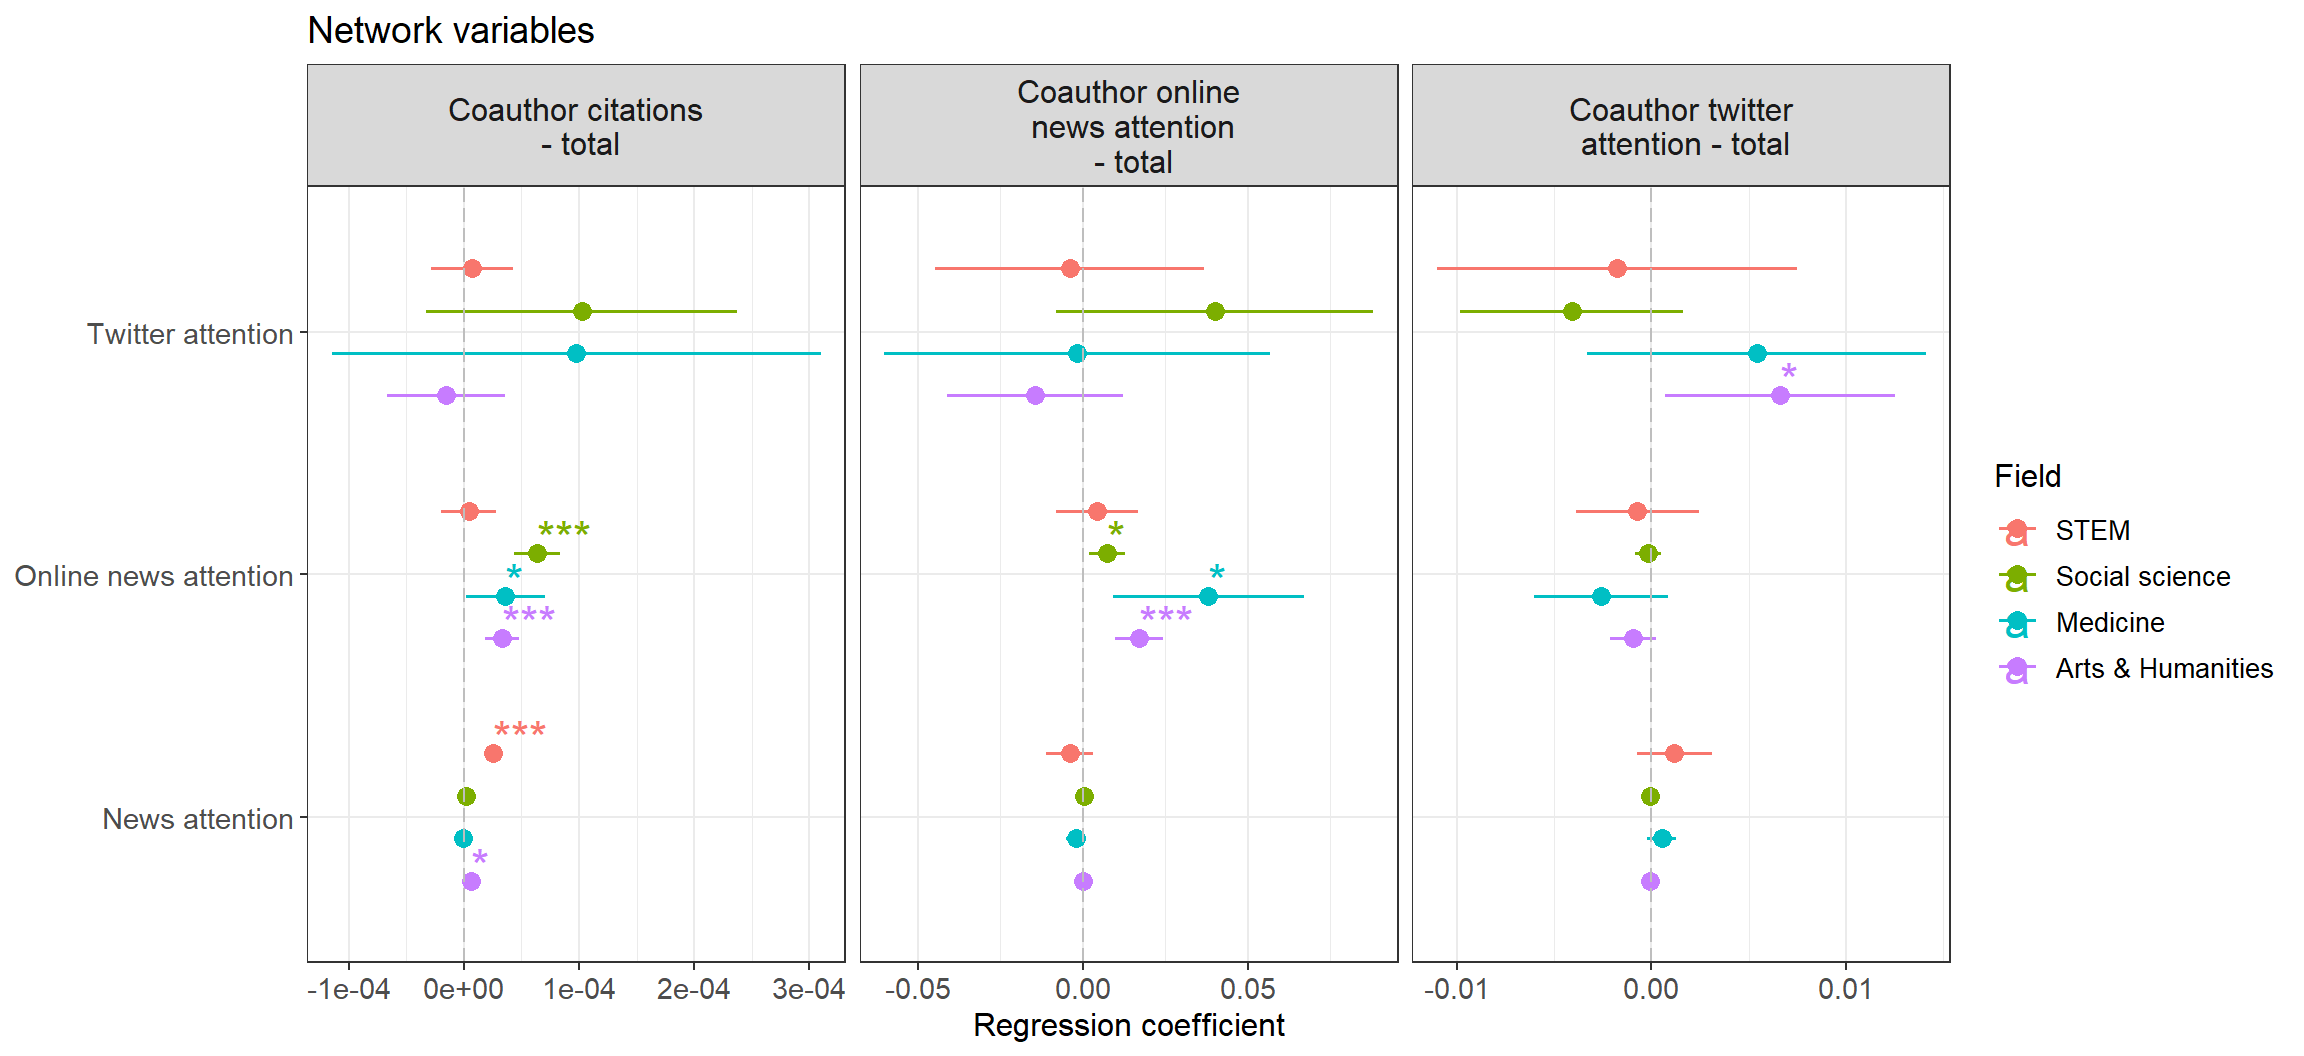 Network variables
Coauthor citations
- total
Coauthor online
news attention
- total
Coauthor twitter
attention - total
Twitter attention
*
Online news attention
***
*
***
*
*
***
News attention
***
*
-1e-04 0e+00 1e-04 2e-04 3e-04
-0.05 0.00 0.05
-0.01 0.00 0.01
Regression coefficient
Field
a STEM
a Social science
a Medicine
a Arts & Humanities